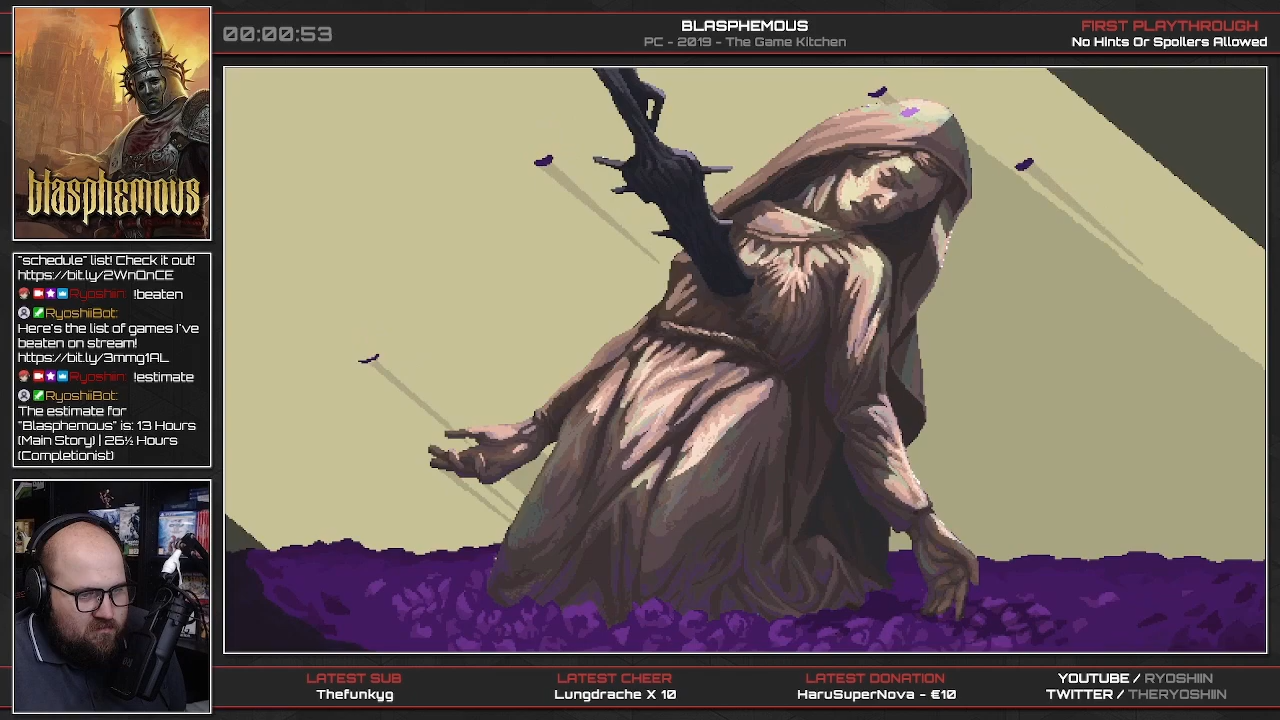 00:00:53
BLASPHEMOUS
PC - 2019 - The Game Kitchen
FIRST PLAYTHROUGH
No Hints Or Spoilers Allowed
blasphemous
"schedule" list! Check it out!
https://bit.ly/2WnQnCE
Ryoshiin !beaten
RyoshiiBot:
Here's the list of games I've
beaten on stream!
https://bit.ly/3mmg1AL
Ryoshiin !estimate
RyoshiiBot:
The estimate for
"Blasphemous" is: 13 Hours
(Main Story) | 26½ Hours
(Completionist)
LATEST SUB
Thefunkyg
LATEST CHEER
Lungdrache X 10
LATEST DONATION
HaruSuperNova - €10
YOUTUBE / RYOSHIIN
TWITTER / THERYOSHIIN